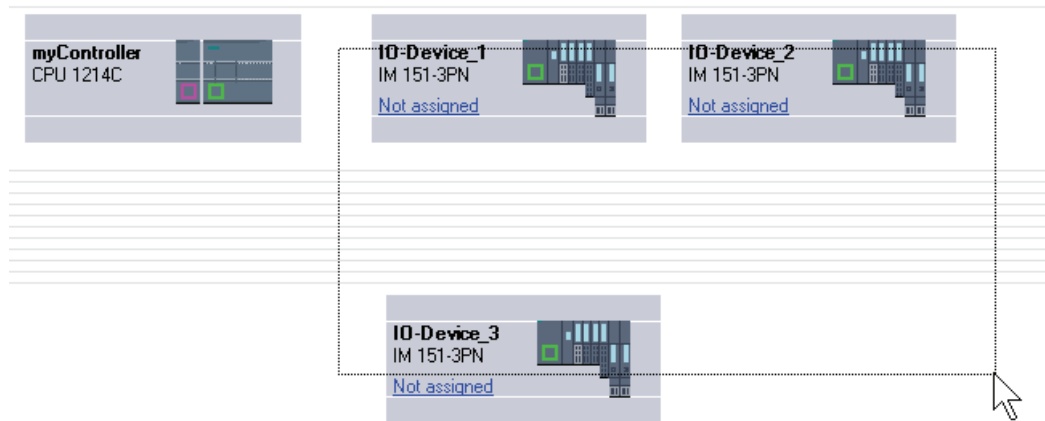 myController
CPU 1214C
IO-Device_1
IM 151-3PN
Not assigned
IO-Device_2
IM 151-3PN
Not assigned
IO-Device_3
IM 151-3PN
Not assigned